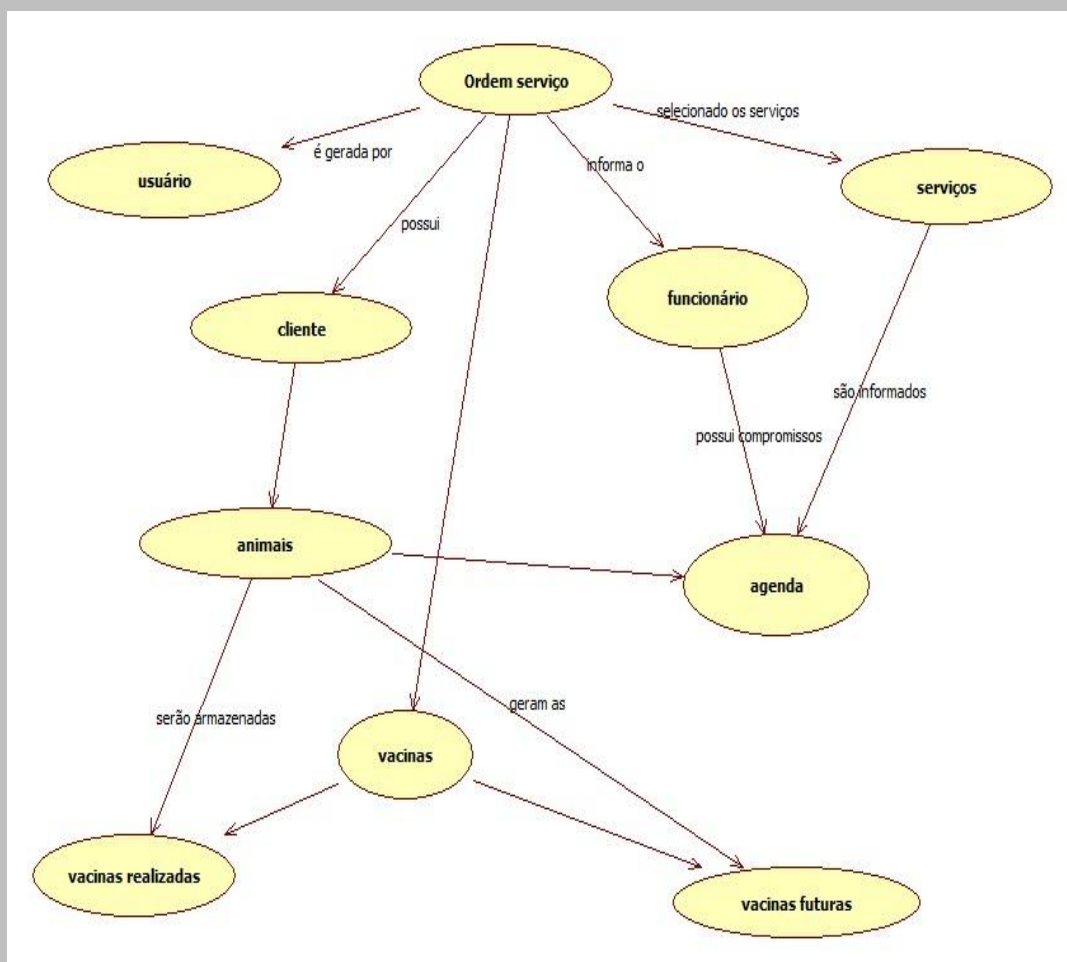 Ordem serviço
selecionado os serviços
é gerada por
informa o
usuário
serviços
possui
funcionário
cliente
são informados
possui compromissos
animais
agenda
geram as
serão armazenadas
vacinas
vacinas realizadas
vacinas futuras